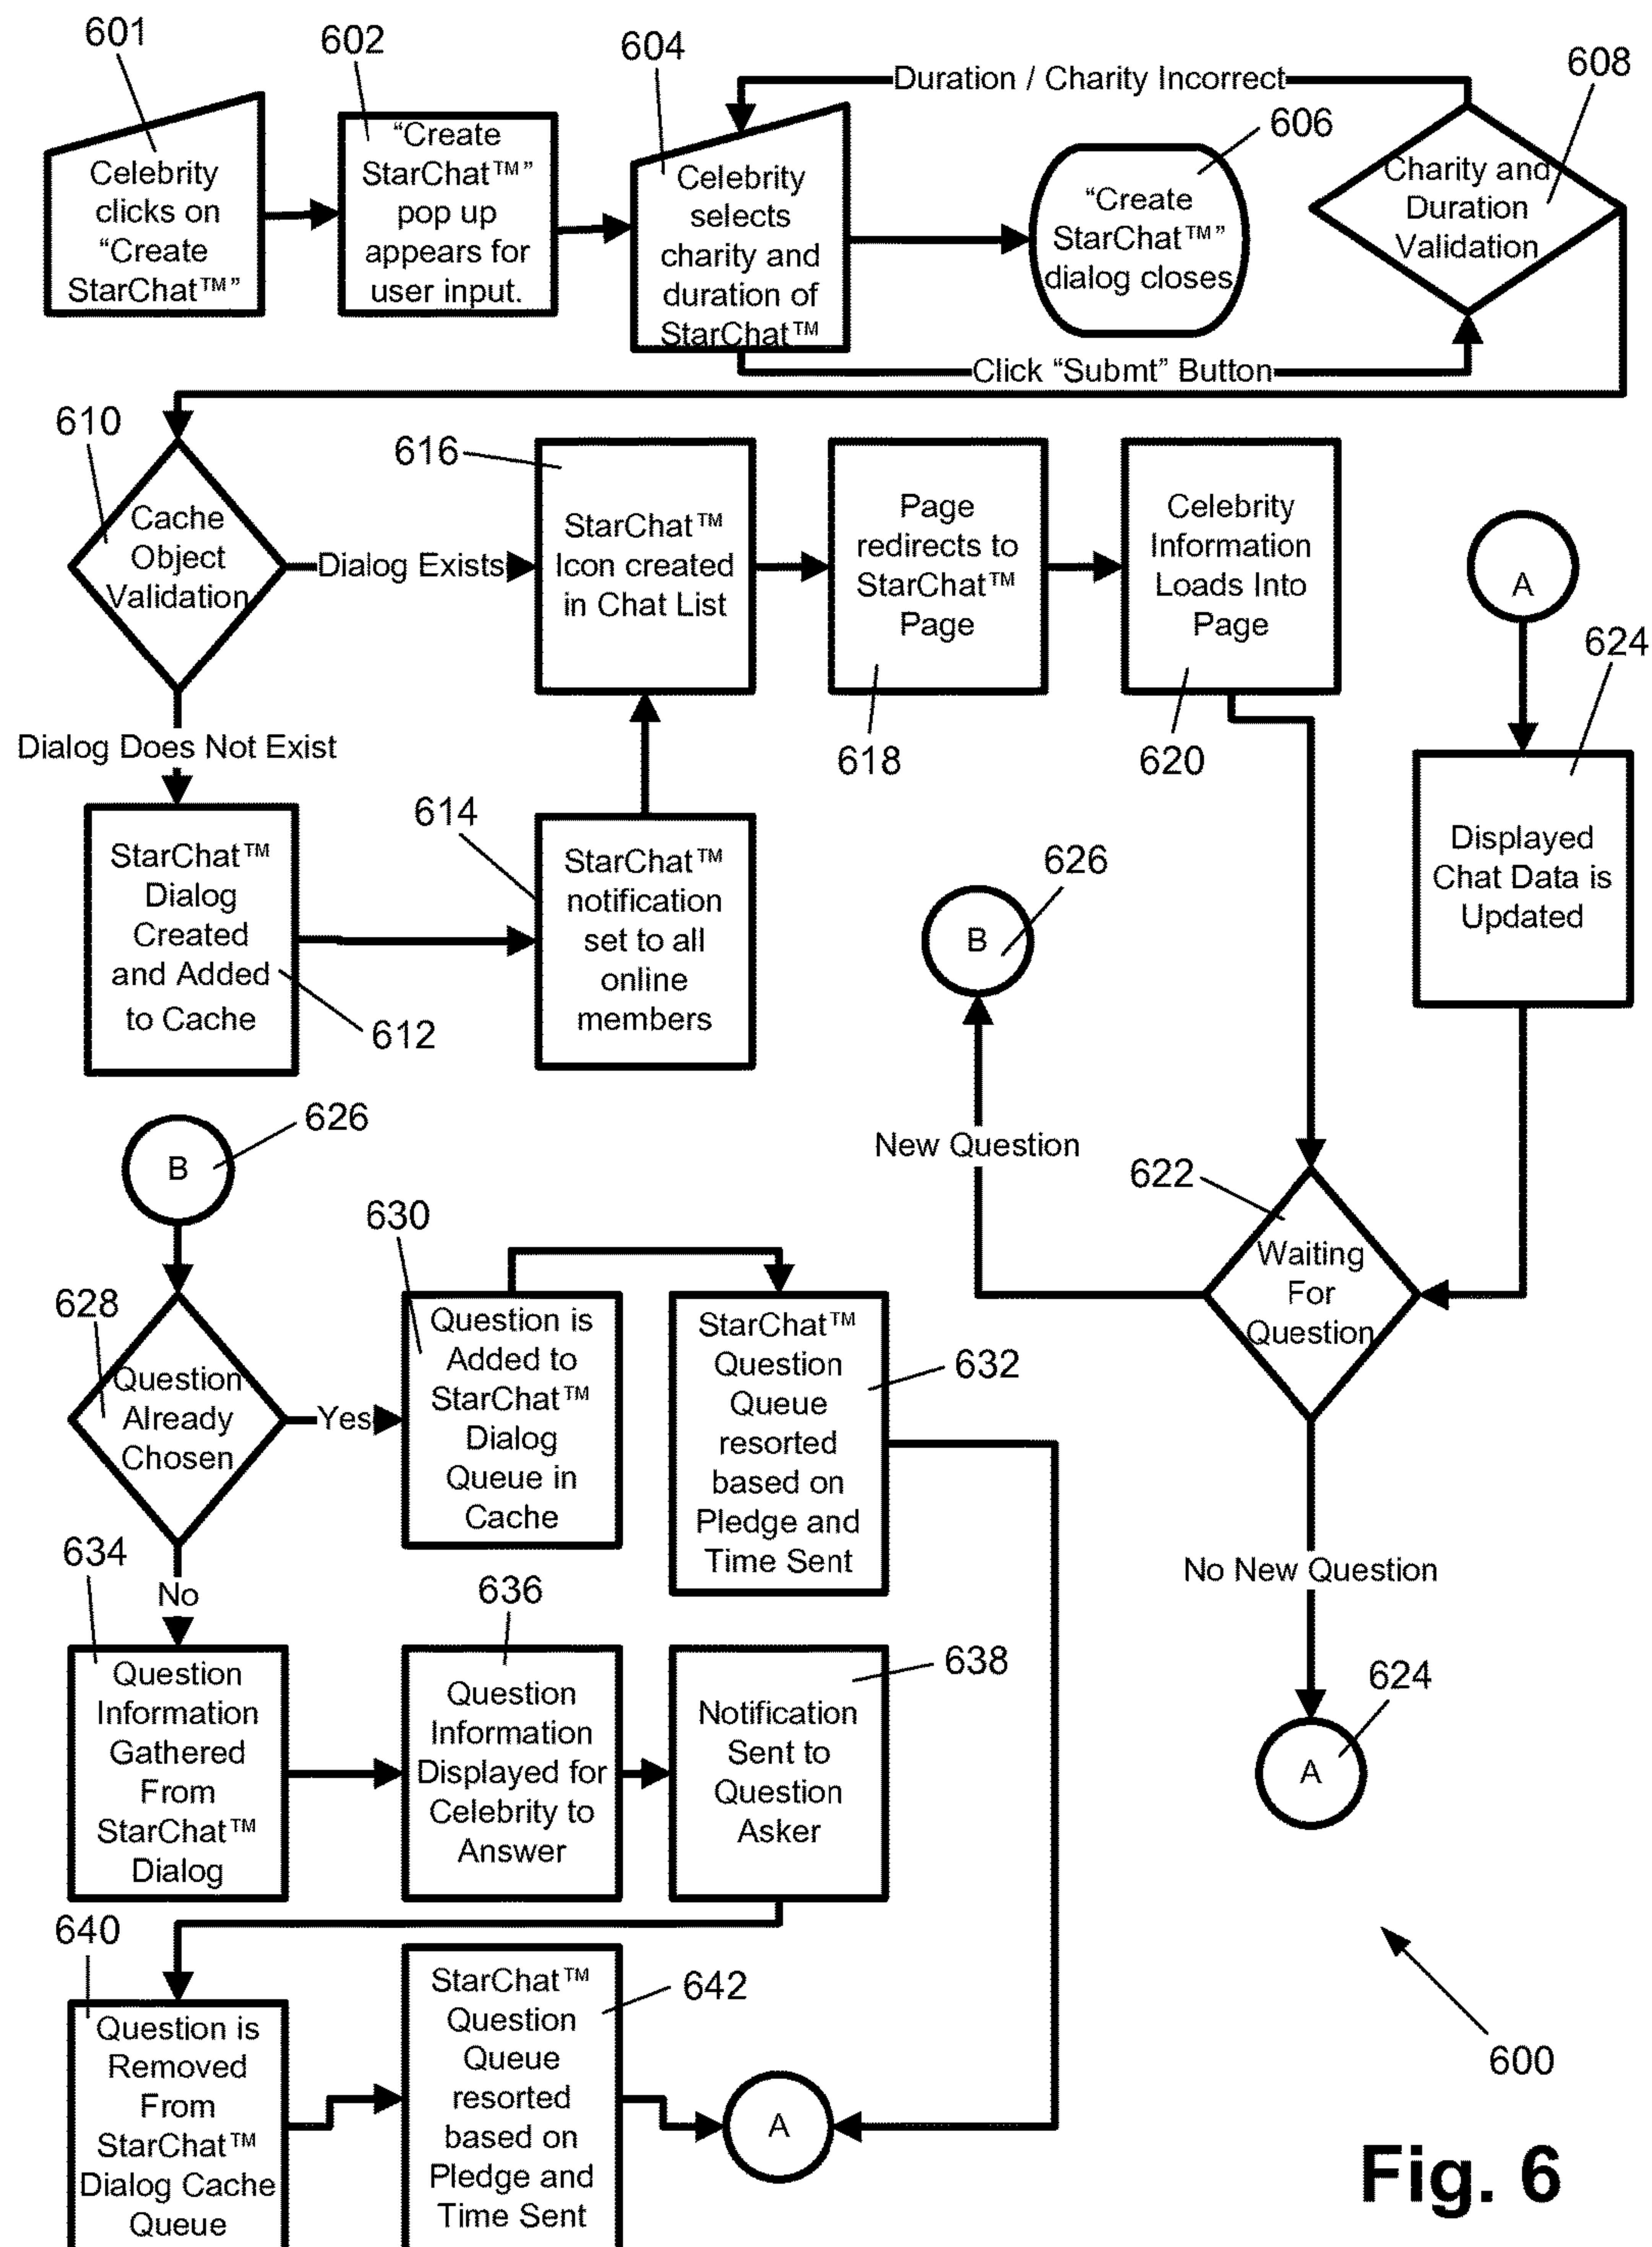 601
602
604
Duration / Charity Incorrect
608
606
Celebrity
clicks on
“Create
StarChat™”
“Create
StarChat™”
pop up
appears for
user input.
Celebrity
selects
charity and
duration of
StarChat™
“Create
StarChat™”
dialog closes
Charity and
Duration
Validation
Click “Submt” Button
610
616
Cache
Object
Validation
Dialog Exists
StarChat™
Icon created
in Chat List
Page
redirects to
StarChat™
Page
Celebrity
Information
Loads Into
Page
A
624
618
620
Dialog Does Not Exist
614
StarChat™
Dialog
Created
and Added
to Cache
612
StarChat™
notification
set to all
online
members
626
B
Displayed
Chat Data is
Updated
626
B
New Question
622
Waiting
For
Question
630
628
Question
Already
Chosen
Yes
Question is
Added to
StarChat™
Dialog
Queue in
Cache
StarChat™
Question
Queue
resorted
based on
Pledge and
Time Sent
632
No New Question
634
No
636
638
624
A
Question
Information
Gathered
From
StarChat™
Dialog
Question
Information
Displayed for
Celebrity to
Answer
Notification
Sent to
Question
Asker
640
642
Question is
Removed
From
StarChat™
Dialog Cache
Queue
StarChat™
Question
Queue
resorted
based on
Pledge and
Time Sent
A
600
Fig. 6